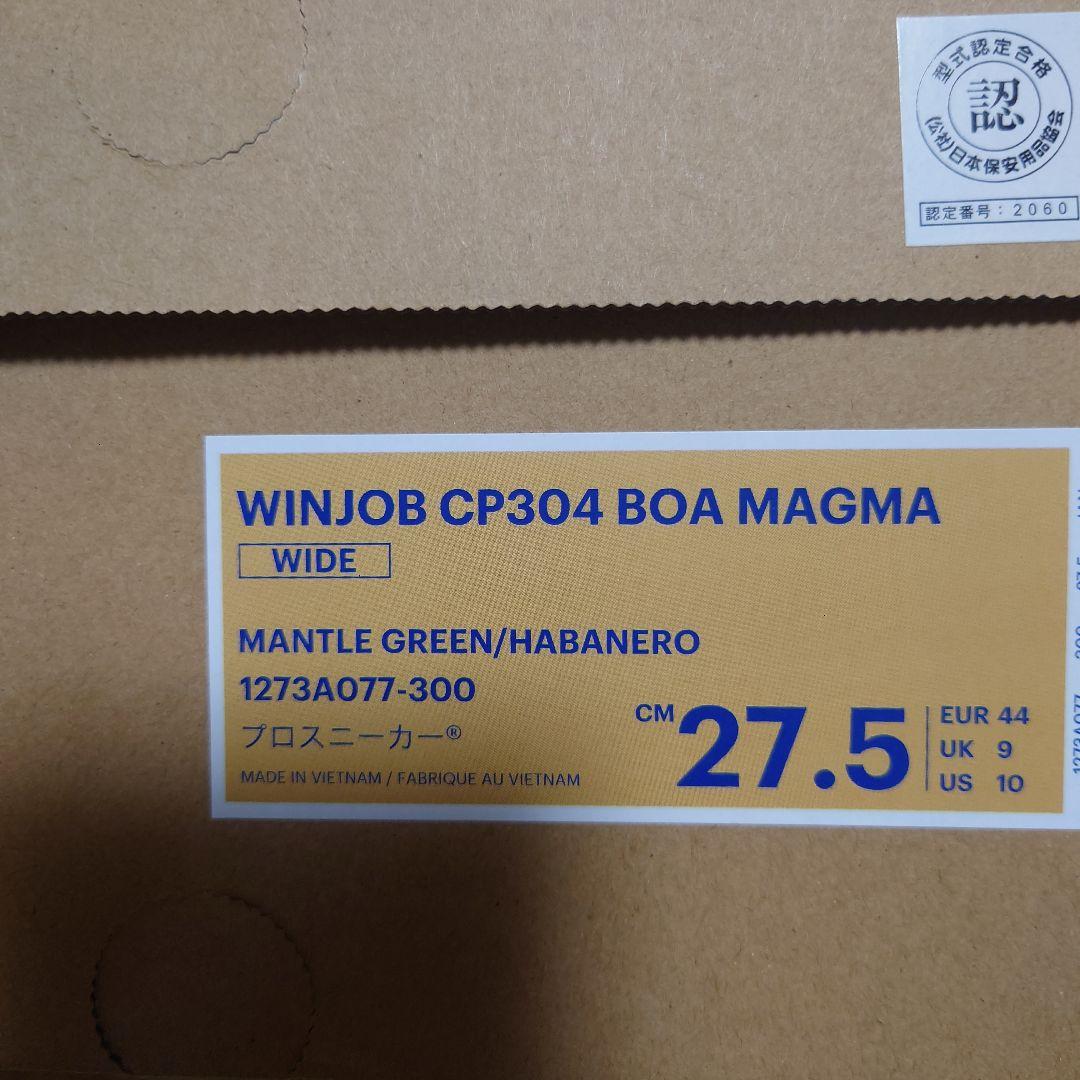 型式認定合格
認
(公社)日本保安用品協会
認定番号：2060
WINJOB CP304 BOA MAGMA
WIDE
MANTLE GREEN/HABANERO
1273A077-300
プロスニーカー®
MADE IN VIETNAM / FABRIQUE AU VIETNAM
CM 27.5
EUR 44
UK 9
US 10